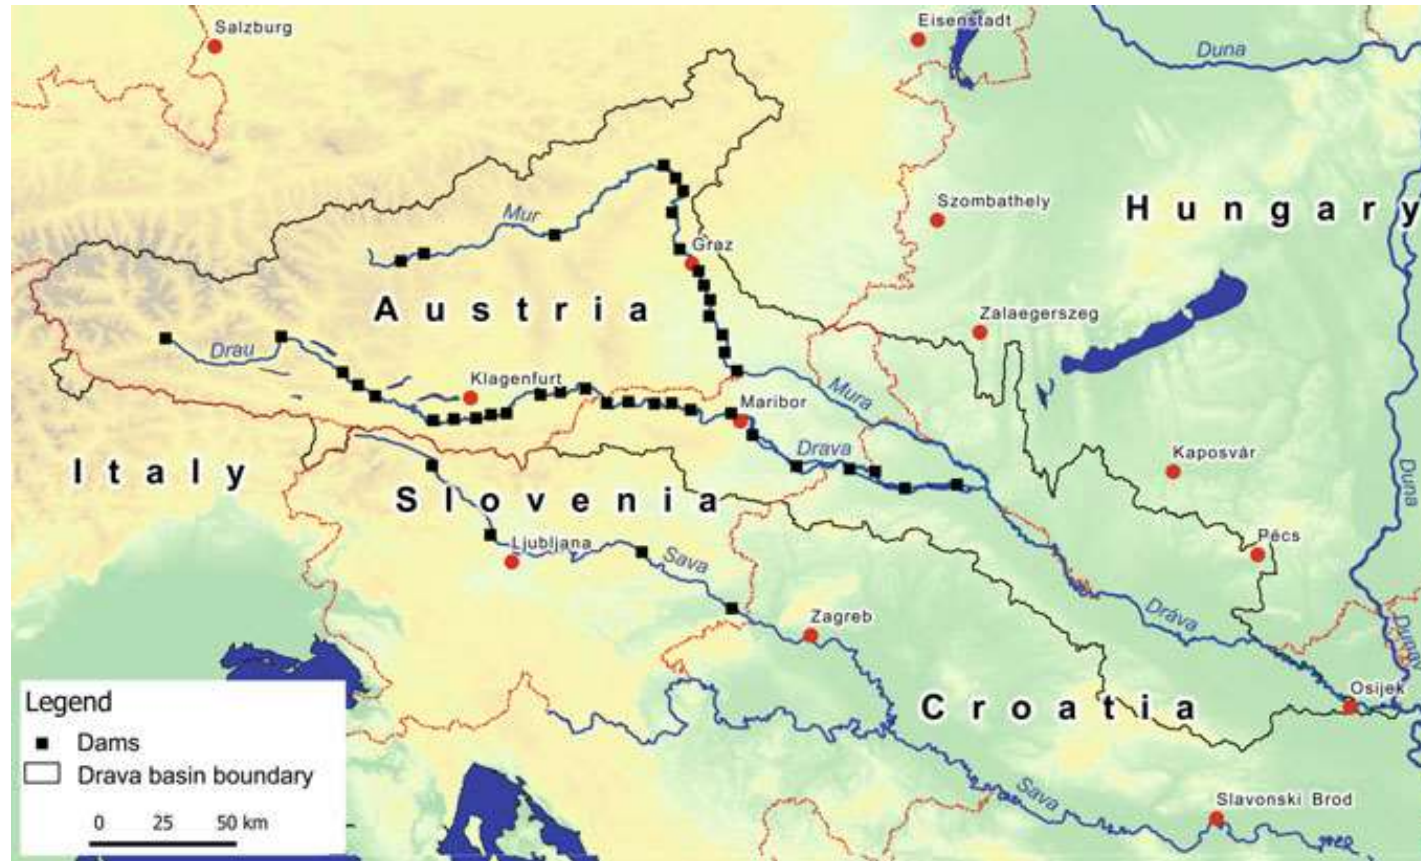 Salzburg
Eisenstadt
Duna
Szombathely
Hungary
Mur
Graz
Austria
Zalaegerszeg
Drau
Klagenfurt
Mura
Maribor
Drava
Kaposvár
Italy
Slovenia
Duna
Ljubljana
Sava
Pécs
Zagreb
Dráva
Osijek
Croatia
Legend
Dams
Drava basin boundary
0 25 50 km
Sava
Slavonski Brod